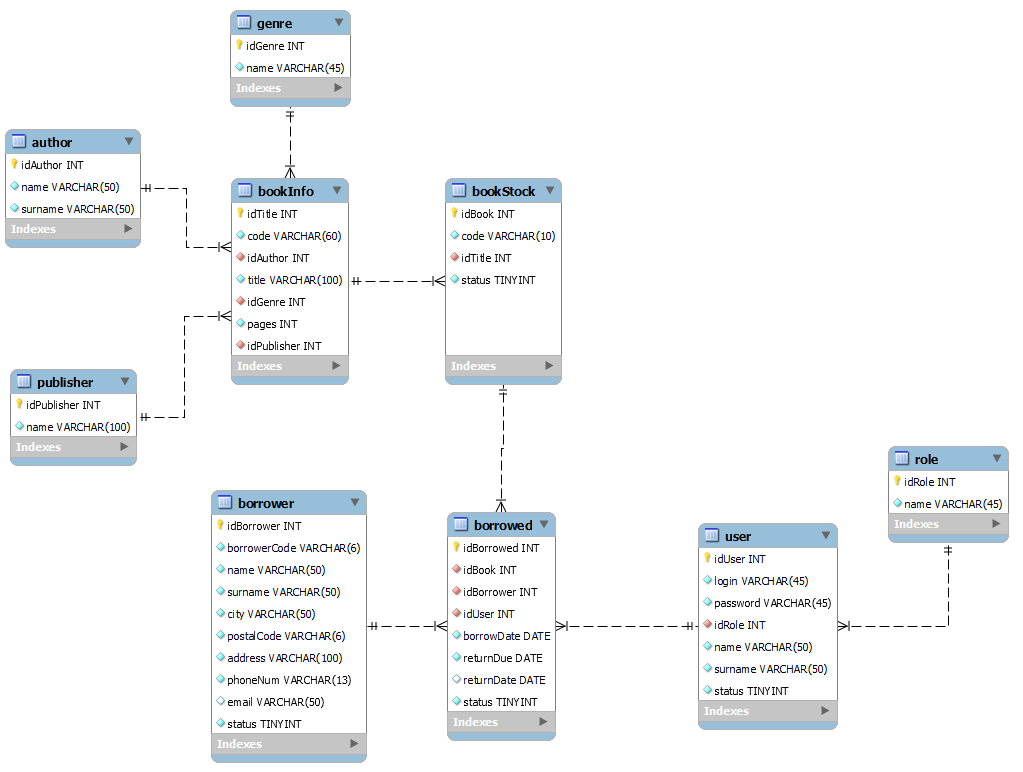 genre
idGenre INT
name VARCHAR(45)
Indexes
author
idAuthor INT
name VARCHAR(50)
surname VARCHAR(50)
Indexes
bookInfo
idTitle INT
code VARCHAR(60)
idAuthor INT
title VARCHAR(100)
idGenre INT
pages INT
idPublisher INT
Indexes
bookStock
idBook INT
code VARCHAR(10)
idTitle INT
status TINYINT
Indexes
publisher
idPublisher INT
name VARCHAR(100)
Indexes
borrower
idBorrower INT
borrowerCode VARCHAR(6)
name VARCHAR(50)
surname VARCHAR(50)
city VARCHAR(50)
postalCode VARCHAR(6)
address VARCHAR(100)
phoneNum VARCHAR(13)
email VARCHAR(50)
status TINYINT
Indexes
borrowed
idBorrowed INT
idBook INT
idBorrower INT
idUser INT
borrowDate DATE
returnDue DATE
returnDate DATE
status TINYINT
Indexes
user
idUser INT
login VARCHAR(45)
password VARCHAR(45)
idRole INT
name VARCHAR(50)
surname VARCHAR(50)
status TINYINT
Indexes
role
idRole INT
name VARCHAR(45)
Indexes